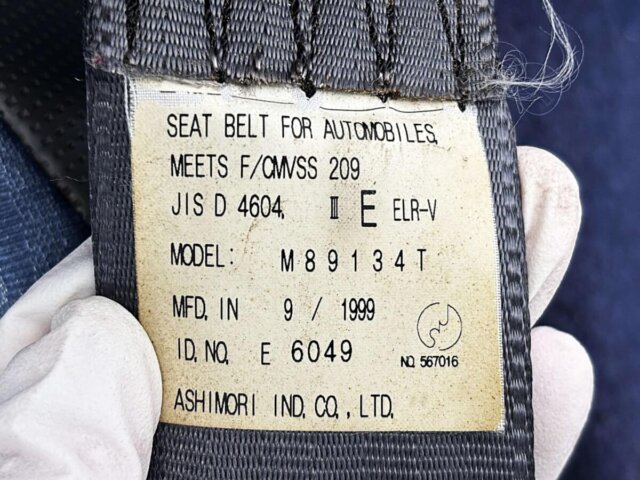 SEAT BELT FOR AUTOMOBILES,
MEETS F/CMVSS 209
JIS D 4604, Ⅱ E ELR-V
MODEL: M89134T
MFD, IN 9 / 1999
ID, NO, E 6049
NO. 567016
ASHIMORI IND, CO, , LTD,